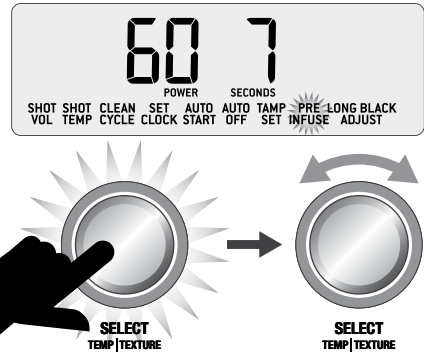 60 7
POWER SECONDS
SHOT SHOT CLEAN SET AUTO AUTO TAMP PRE LONG BLACK
VOL TEMP CYCLE CLOCK START OFF SET INFUSE ADJUST
SELECT SELECT
TEMP|TEXTURE TEMP|TEXTURE